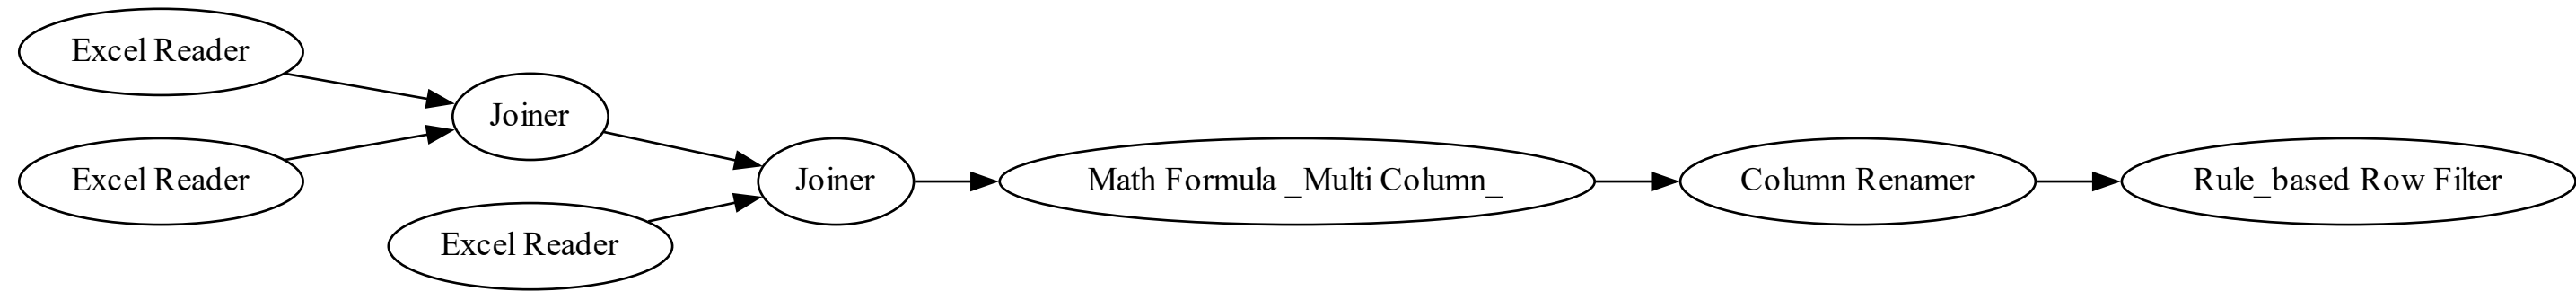 Excel Reader
Excel Reader
Joiner
Excel Reader
Joiner
Math Formula _Multi Column_
Column Renamer
Rule_based Row Filter